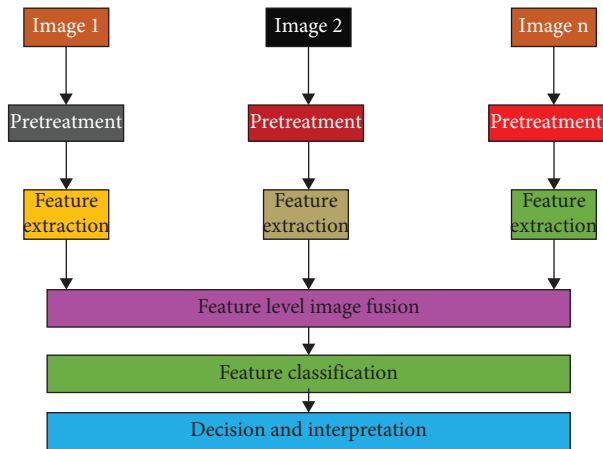 Image 1
Image 2
Image n
Pretreatment
Pretreatment
Pretreatment
Feature
extraction
Feature
extraction
Feature
extraction
Feature level image fusion
Feature classification
Decision and interpretation